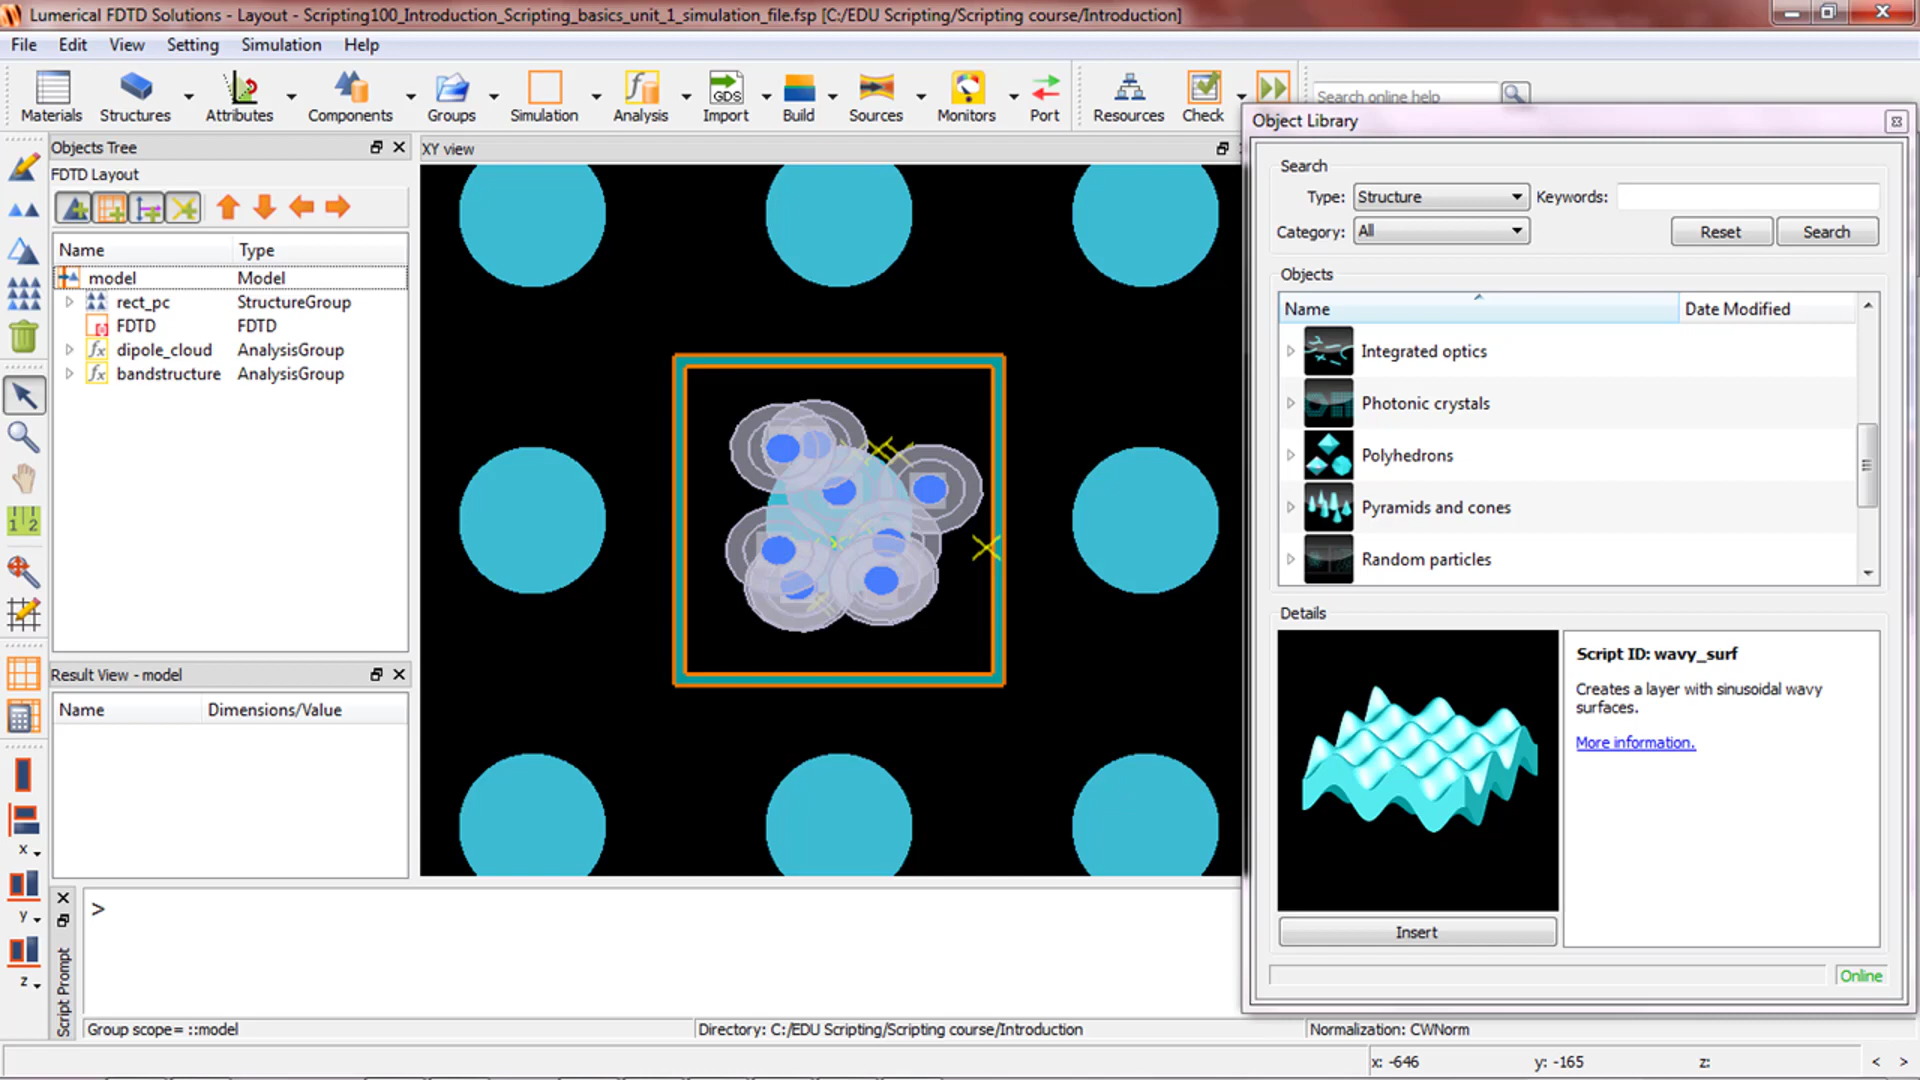 Lumerical FDTD Solutions - Layout - Scripting100_Introduction_Scripting_basics_unit_1_simulation_file.fsp [C:/EDU Scripting/Scripting course/Introduction]
File Edit View Setting Simulation Help
Materials Structures Attributes Components Groups Simulation Analysis Import Build Sources Monitors Port Resources Check
GDS
Search online help
Objects Tree
FDTD Layout
Name Type
model Model
rect_pc StructureGroup
FDTD FDTD
dipole_cloud AnalysisGroup
bandstructure AnalysisGroup
Result View - model
Name Dimensions/Value
XY view
1 2
x
y
z
Script Prompt
>
Object Library
Search
Type: Structure Keywords:
Category: All Reset Search
Objects
Name Date Modified
Integrated optics
Photonic crystals
Polyhedrons
Pyramids and cones
Random particles
Details
Script ID: wavy_surf
Creates a layer with sinusoidal wavy
surfaces.
More information.
Insert
Online
Group scope= ::model Directory: C:/EDU Scripting/Scripting course/Introduction Normalization: CWNorm
x: -646 y: -165 z: < >